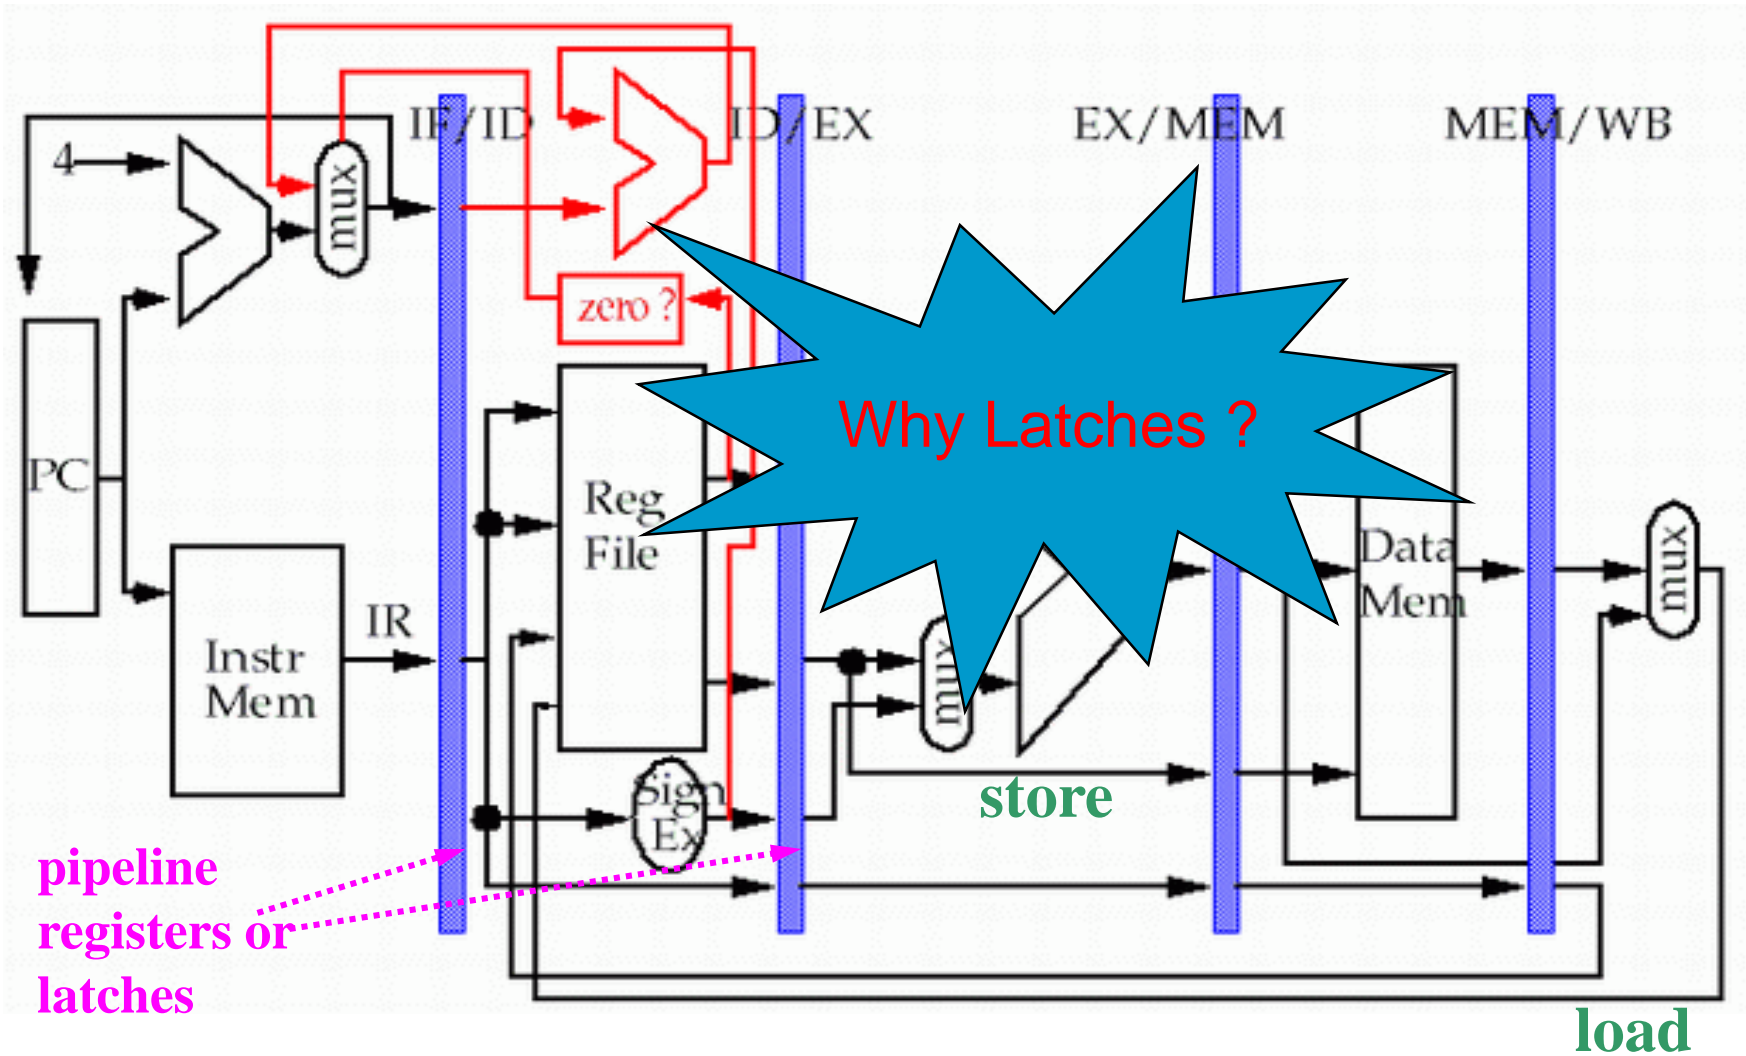 IF/ID
ID/EX
EX/MEM
MEM/WB
4
mux
zero ?
Why Latches ?
PC
Reg
File
Data
Mem
mux
IR
Instr
Mem
mux
Sign
Ex
store
pipeline
registers or
latches
load